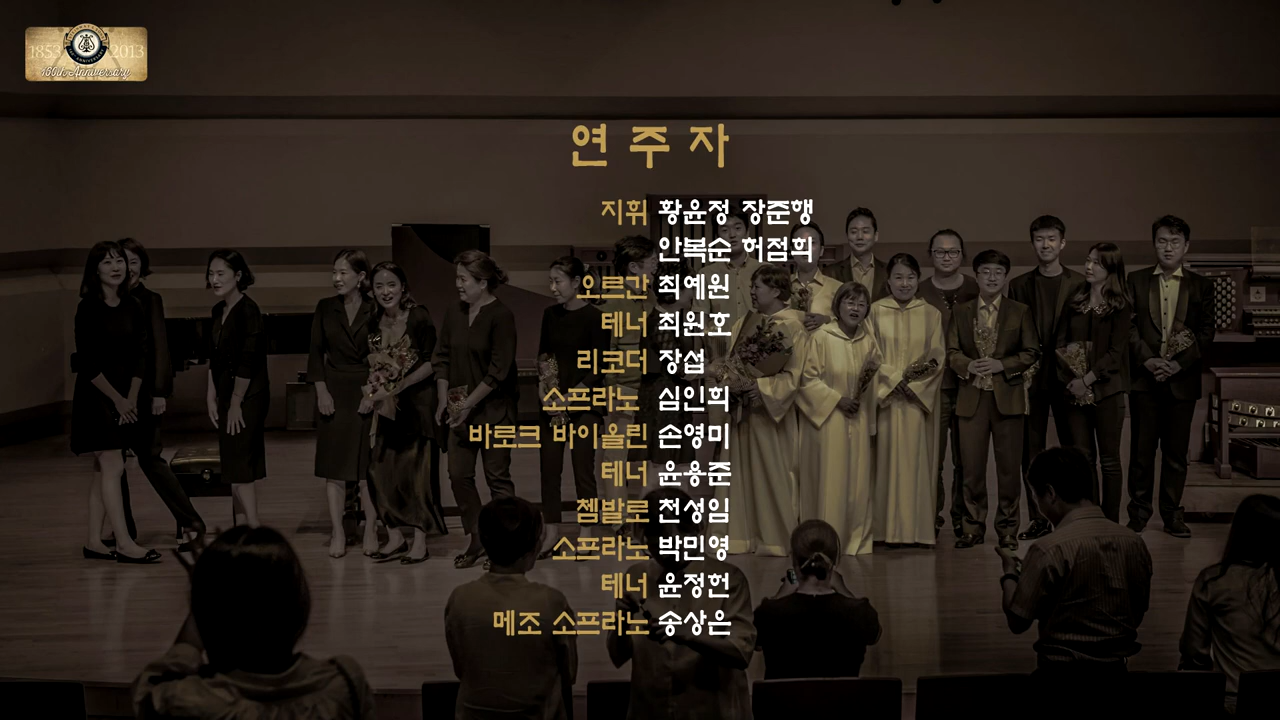 1853 2013
160th Anniversary
연 주 자
지휘 황윤정 장준행
안복순 허점희
오르간 최예원
테너 최원호
리코더 장섭
소프라노 심인희
바로크 바이올린 손영미
테너 윤용준
쳄발로 천성임
소프라노 박민영
테너 윤정헌
메조 소프라노 송상은